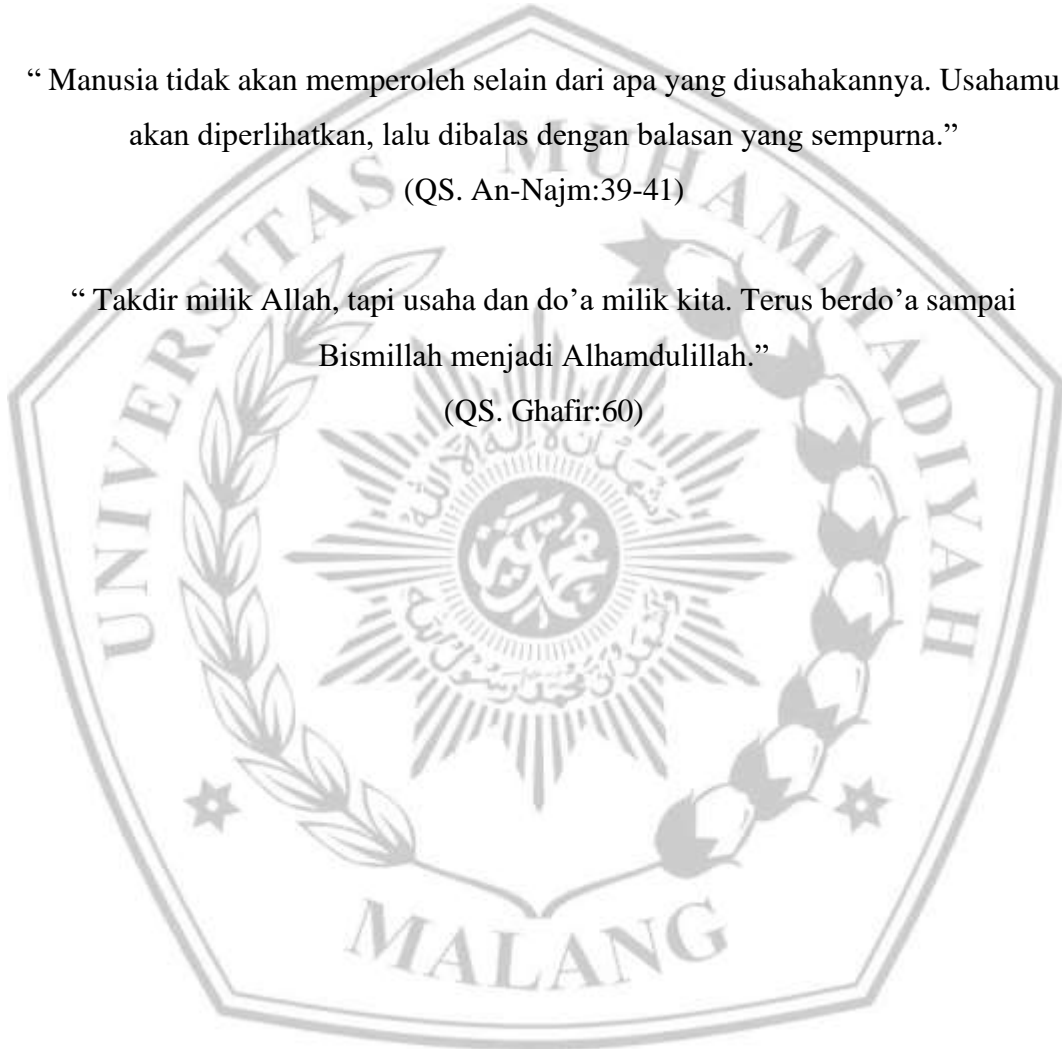 “ Manusia tidak akan memperoleh selain dari apa yang diusahakannya. Usahamu
akan diperlihatkan, lalu dibalas dengan balasan yang sempurna.”
(QS. An-Najm:39-41)
“ Takdir milik Allah, tapi usaha dan do’a milik kita. Terus berdo’a sampai
Bismillah menjadi Alhamdulillah.”
(QS. Ghafir:60)
UNIVERSITAS MUHAMMADIYAH
MALANG